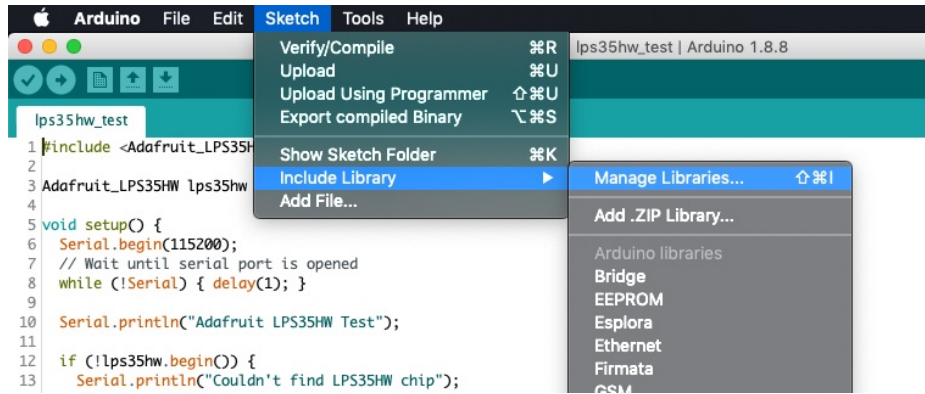 Arduino File Edit Sketch Tools Help
lps35hw_test | Arduino 1.8.8
Verify/Compile ⌘R
Upload ⌘U
Upload Using Programmer ⇧⌘U
Export compiled Binary ⌥⌘S
Show Sketch Folder ⌘K
Include Library ▶
Add File...
Manage Libraries... ⇧⌘I
Add .ZIP Library...
Arduino libraries
Bridge
EEPROM
Esplora
Ethernet
Firmata
GSM
lps35hw_test
1 #include <Adafruit_LPS35H
2
3 Adafruit_LPS35HW lps35hw
4
5 void setup() {
6 Serial.begin(115200);
7 // Wait until serial port is opened
8 while (!Serial) { delay(1); }
9
10 Serial.println("Adafruit LPS35HW Test");
11
12 if (!lps35hw.begin()) {
13 Serial.println("Couldn't find LPS35HW chip");